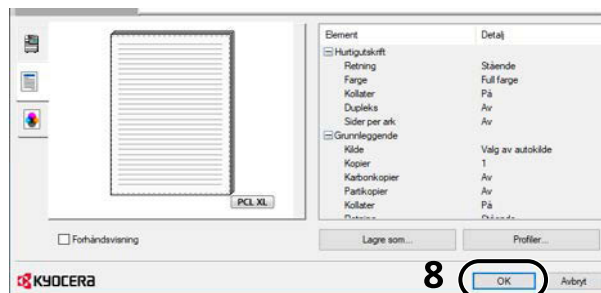 Element Detalj
Hurtigutskrift
Retning Stående
Farge Full farge
Kollater På
Dupleks Av
Sider per ark Av
Grunnleggende
Kilde Valg av autokilde
Kopier 1
Karbonkopier Av
Partikopier Av
Kollater På
PCL XL
Forhåndsvisning
Lagre som... Profiler...
KYOCERA
8 OK Avbryt